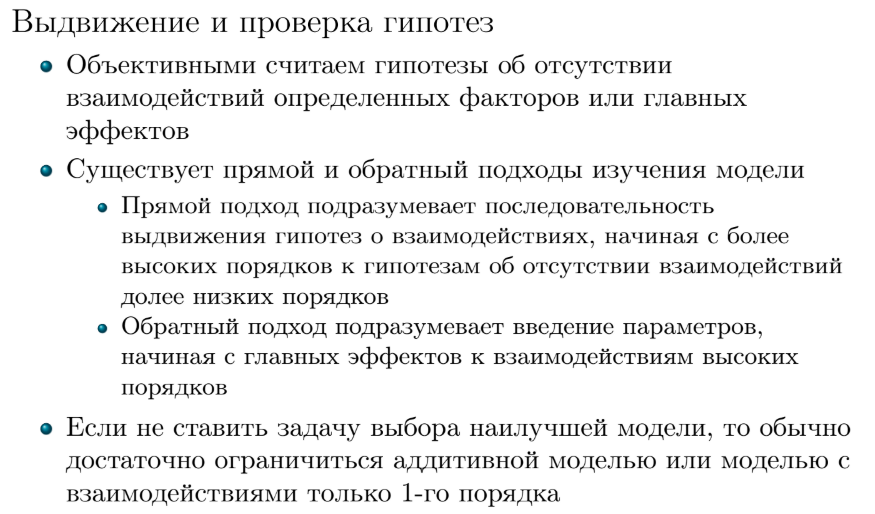 Выдвижение и проверка гипотез
Объективными считаем гипотезы об отсутствии
взаимодействий определенных факторов или главных
эффектов
Существует прямой и обратный подходы изучения модели
Прямой подход подразумевает последовательность
выдвижения гипотез о взаимодействиях, начиная с более
высоких порядков к гипотезам об отсутствии взаимодействий
долее низких порядков
Обратный подход подразумевает введение параметров,
начиная с главных эффектов к взаимодействиям высоких
порядков
Если не ставить задачу выбора наилучшей модели, то обычно
достаточно ограничиться аддитивной моделью или моделью с
взаимодействиями только 1-го порядка